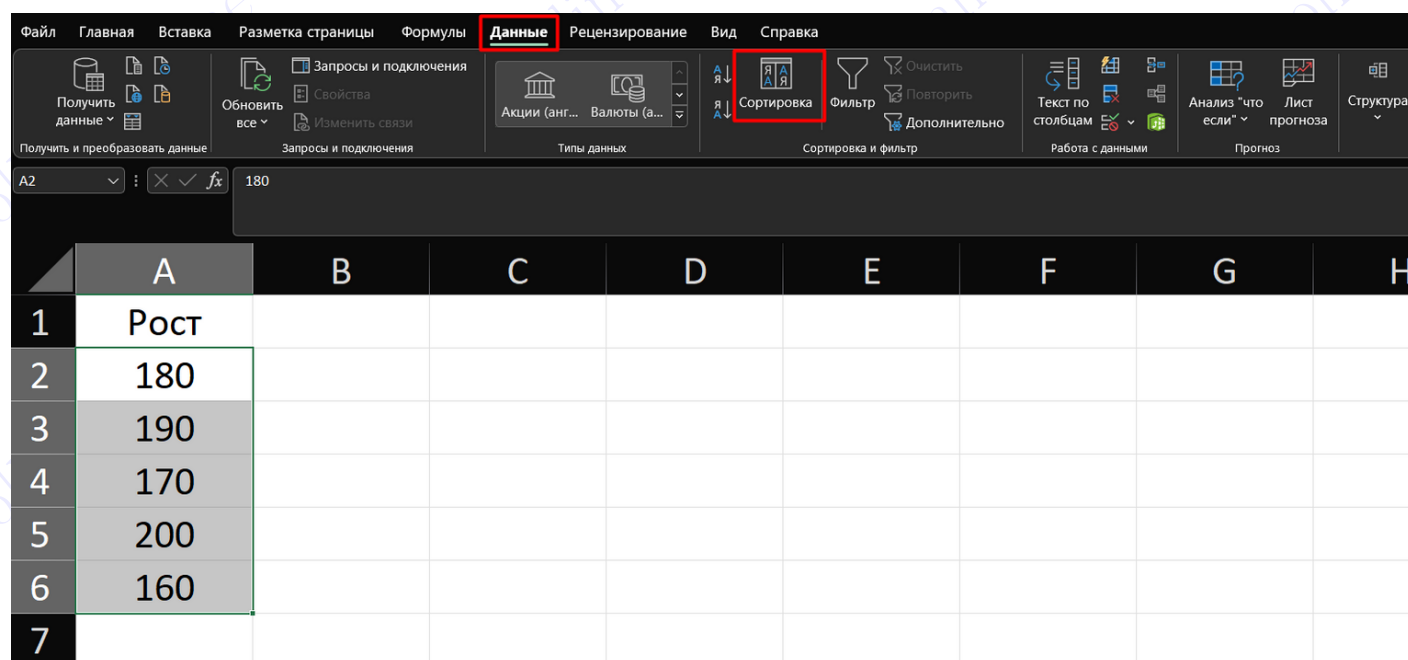 Файл Главная Вставка Разметка страницы Формулы Данные Рецензирование Вид Справка
Получить данные
Обновить все
Запросы и подключения
Свойства
Изменить связи
Акции (анг... Валюты (а...
Сортировка
Фильтр
Очистить
Повторить
Дополнительно
Текст по столбцам
Анализ "что если"
Лист прогноза
Структура
Получить и преобразовать данные
Запросы и подключения
Типы данных
Сортировка и фильтр
Работа с данными
Прогноз
A2 fx 180
A B C D E F G H
1 Рост
2 180
3 190
4 170
5 200
6 160
7